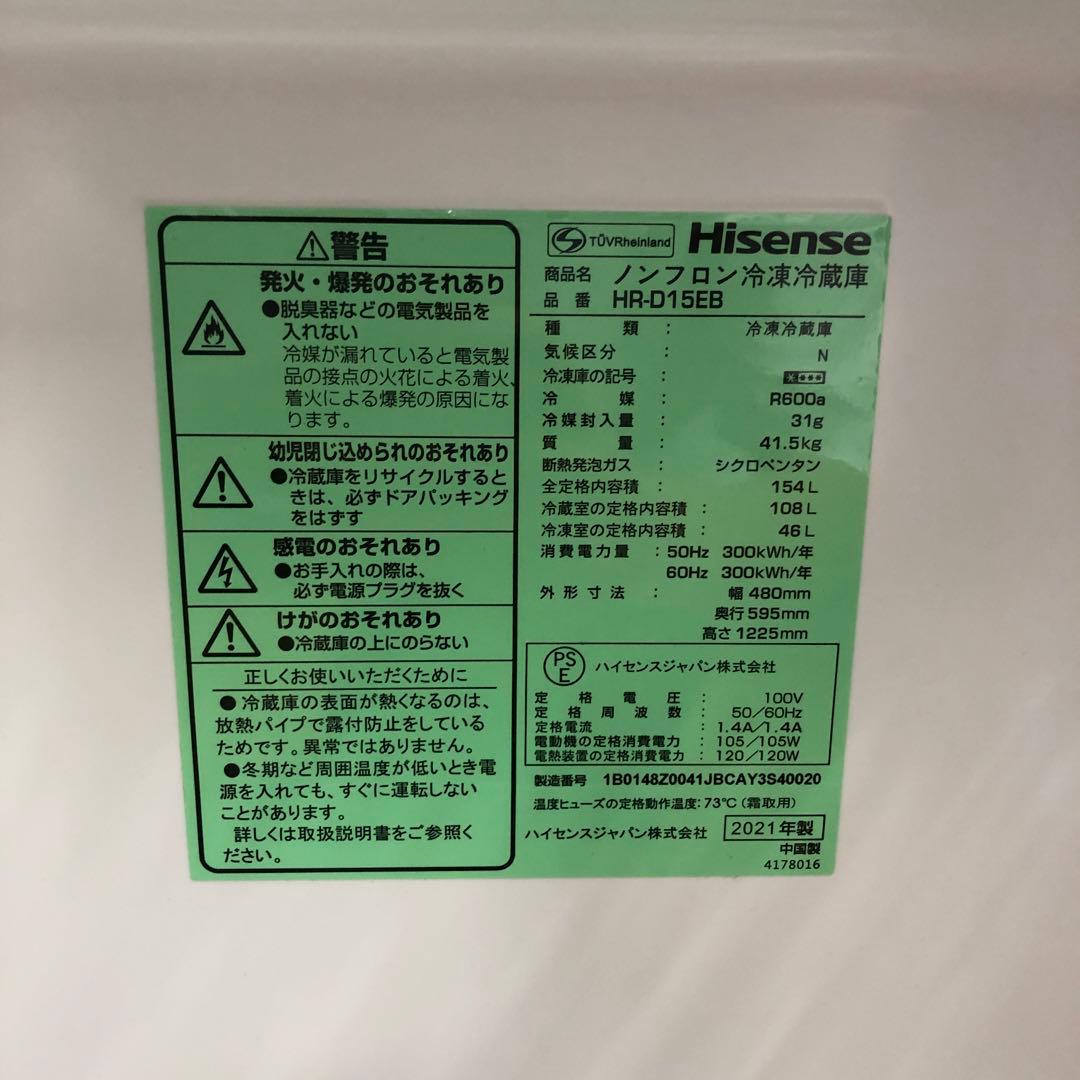 警告
発火・爆発のおそれあり
●脱臭器などの電気製品を
入れない
冷媒が漏れていると電気製
品の接点の火花による着火、
着火による爆発の原因にな
ります。
幼児閉じ込められのおそれあり
●冷蔵庫をリサイクルすると
きは、必ずドアパッキング
をはずす
感電のおそれあり
●お手入れの際は、
必ず電源プラグを抜く
けがのおそれあり
●冷蔵庫の上にのらない
正しくお使いいただくために
●冷蔵庫の表面が熱くなるのは、
放熱パイプで露付防止をしている
ためです。異常ではありません。
●冬期など周囲温度が低いとき電
源を入れても、すぐに運転しない
ことがあります。
詳しくは取扱説明書をご参照く
ださい。
TÜVRheinland Hisense
商品名 ノンフロン冷凍冷蔵庫
品番 HR-D15EB
種類: 冷凍冷蔵庫
気候区分: N
冷凍庫の記号: ****
冷媒: R600a
冷媒封入量: 31g
質量: 41.5kg
断熱発泡ガス: シクロペンタン
全定格内容積: 154L
冷蔵室の定格内容積: 108L
冷凍室の定格内容積: 46L
消費電力量: 50Hz 300kWh/年
60Hz 300kWh/年
外形寸法: 幅480mm
奥行595mm
高さ1225mm
PSE ハイセンスジャパン株式会社
定格電圧: 100V
定格周波数: 50/60Hz
定格電流: 1.4A/1.4A
電動機の定格消費電力: 105/105W
電熱装置の定格消費電力: 120/120W
製造番号 1B0148Z0041JBCAY3S40020
温度ヒューズの定格動作温度:73℃(霜取用)
ハイセンスジャパン株式会社 2021年製
中国製
4178016